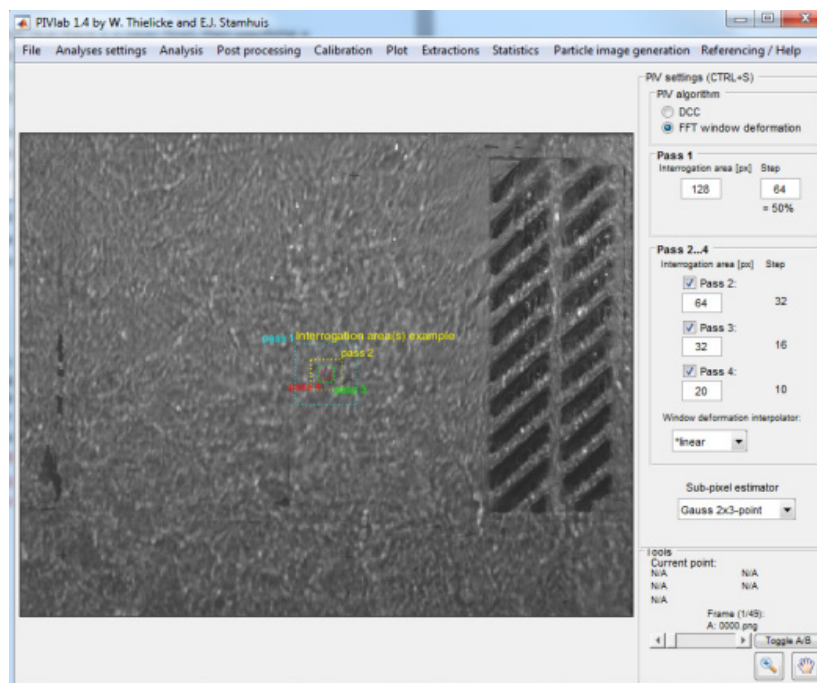 PIVlab 1.4 by W. Thielicke and E.J. Stamhuis
File Analyses settings Analysis Post processing Calibration Plot Extractions Statistics Particle image generation Referencing / Help
PIV settings (CTRL+S)
PIV algorithm
DCC
FFT window deformation
Pass 1
Interrogation area [px] Step
128 64
= 50%
Pass 2...4
Interrogation area [px] Step
Pass 2:
64 32
Pass 3:
32 16
Pass 4:
20 10
Window deformation interpolator:
*linear
Sub-pixel estimator
Gauss 2x3-point
Tools
Current point:
N/A N/A
N/A N/A
N/A
Frame (1/49):
A: 0000.png
Toggle A/B
pass 1 Interrogation area(s) example
pass 2
pass 3